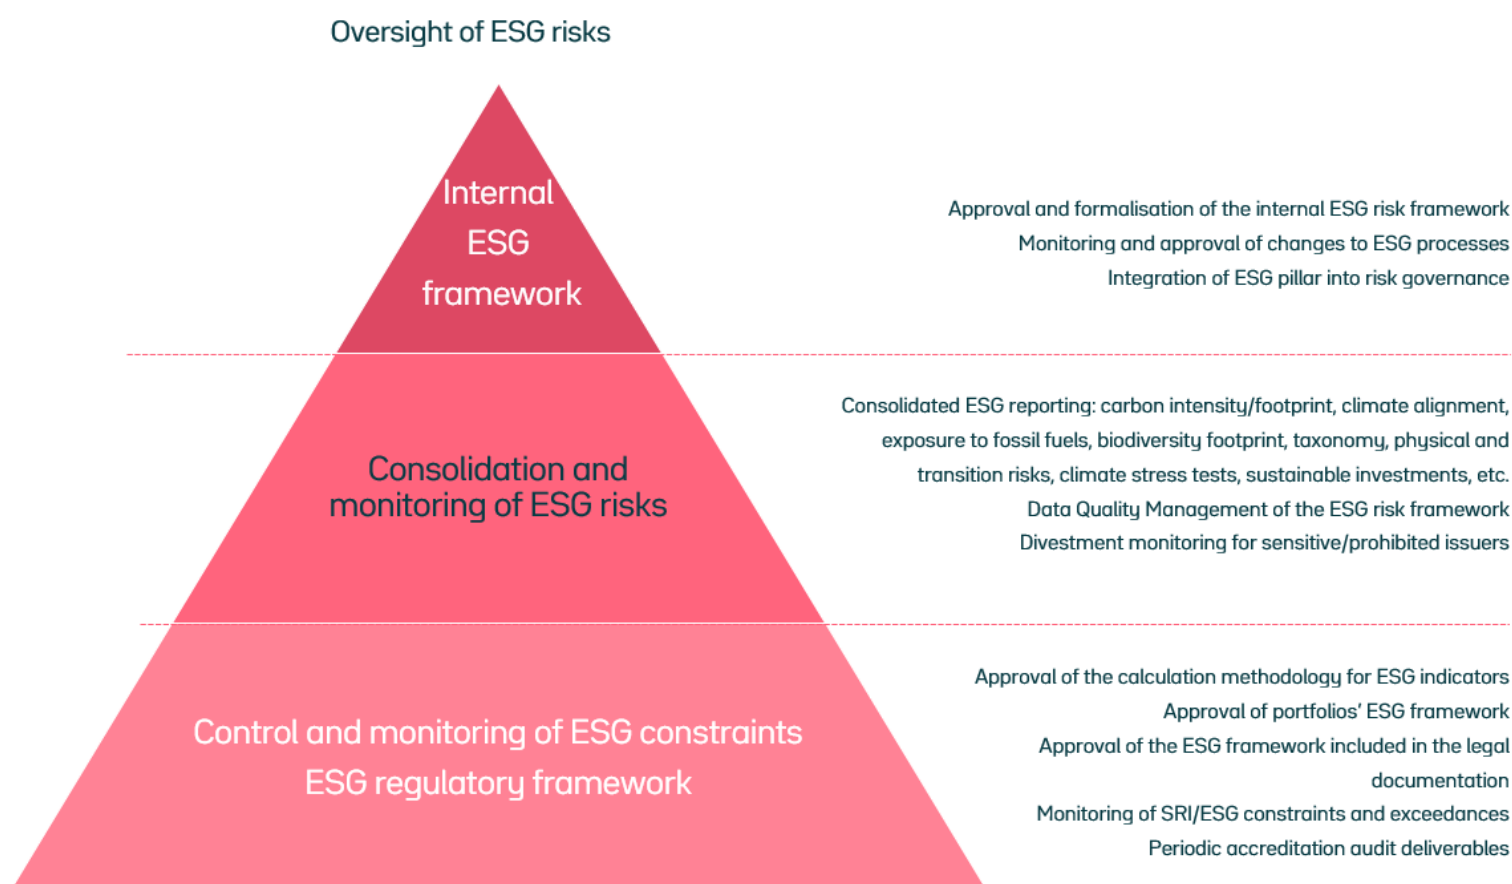 Oversight of ESG risks
Internal
ESG
framework
Approval and formalisation of the internal ESG risk framework
Monitoring and approval of changes to ESG processes
Integration of ESG pillar into risk governance
Consolidation and
monitoring of ESG risks
Consolidated ESG reporting: carbon intensity/footprint, climate alignment,
exposure to fossil fuels, biodiversity footprint, taxonomy, physical and
transition risks, climate stress tests, sustainable investments, etc.
Data Quality Management of the ESG risk framework
Divestment monitoring for sensitive/prohibited issuers
Control and monitoring of ESG constraints
ESG regulatory framework
Approval of the calculation methodology for ESG indicators
Approval of portfolios’ ESG framework
Approval of the ESG framework included in the legal
documentation
Monitoring of SRI/ESG constraints and exceedances
Periodic accreditation audit deliverables